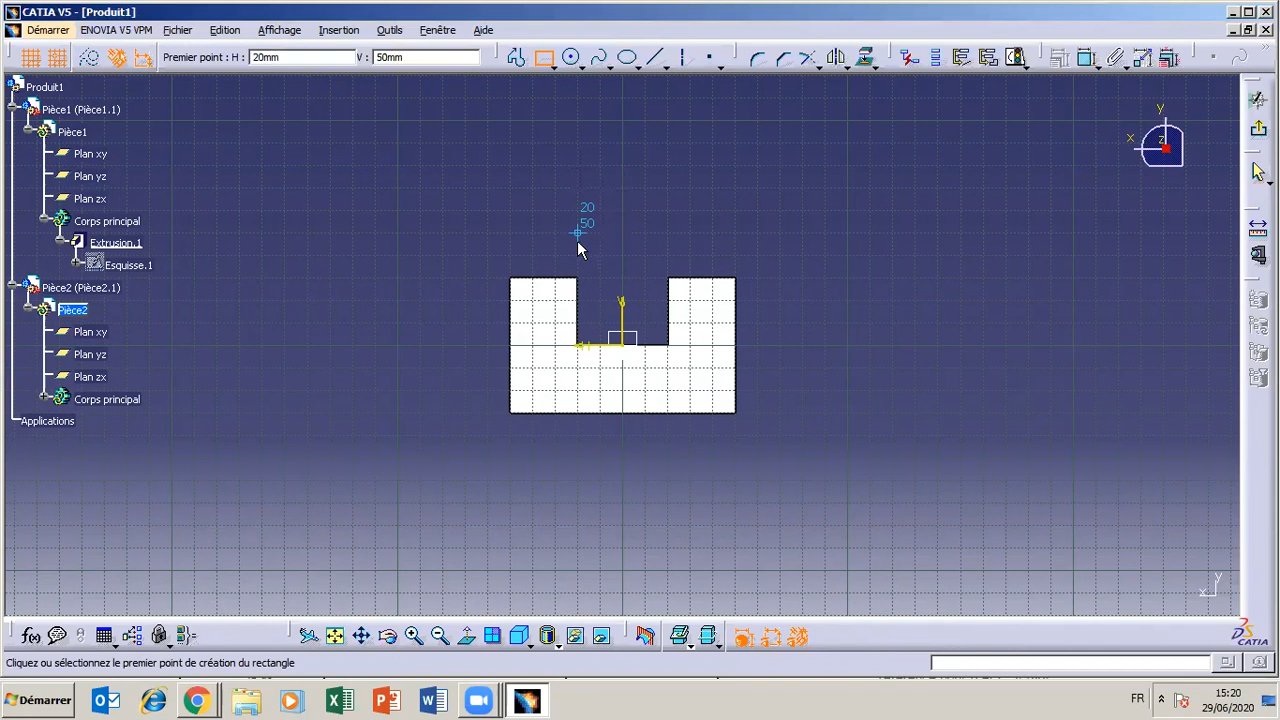 CATIA V5 - [Produit1]
Démarrer ENOVIA V5 VPM Fichier Edition Affichage Insertion Outils Fenêtre Aide
Premier point : H : 20mm V : 50mm
Produit1
Pièce1 (Pièce1.1)
Pièce1
Plan xy
Plan yz
Plan zx
Corps principal
Extrusion.1
Esquisse.1
Pièce2 (Pièce2.1)
Pièce2
Plan xy
Plan yz
Plan zx
Corps principal
Applications
20
50
y
x
z
y
x
f(x)
CATIA
Cliquez ou sélectionnez le premier point de création du rectangle
Démarrer
FR
15:20
29/06/2020